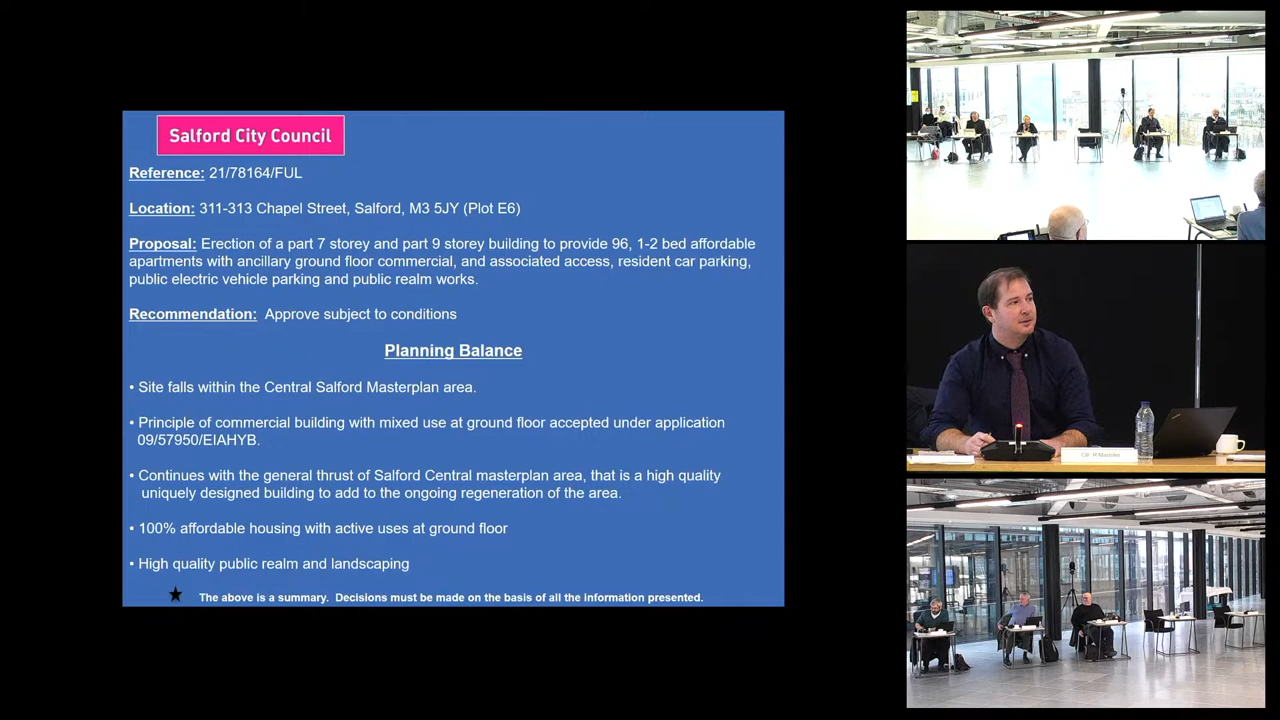 Salford City Council
Reference: 21/78164/FUL
Location: 311-313 Chapel Street, Salford, M3 5JY (Plot E6)
Proposal: Erection of a part 7 storey and part 9 storey building to provide 96, 1-2 bed affordable
apartments with ancillary ground floor commercial, and associated access, resident car parking,
public electric vehicle parking and public realm works.
Recommendation: Approve subject to conditions
Planning Balance
• Site falls within the Central Salford Masterplan area.
• Principle of commercial building with mixed use at ground floor accepted under application
09/57950/EIAHYB.
• Continues with the general thrust of Salford Central masterplan area, that is a high quality
uniquely designed building to add to the ongoing regeneration of the area.
• 100% affordable housing with active uses at ground floor
• High quality public realm and landscaping
★ The above is a summary. Decisions must be made on the basis of all the information presented.